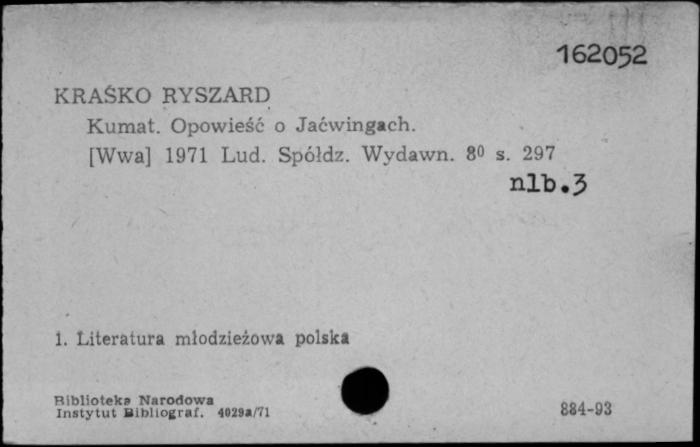 162052
KRAŚKO RYSZARD
Kumat. Opowieść o Jaćwingach.
[Wwa] 1971 Lud. Spółdz. Wydawn. 8⁰ s. 297
nlb.3
1. Literatura młodzieżowa polska
Biblioteka Narodowa
Instytut Bibliograf. 4029a/71
884-93